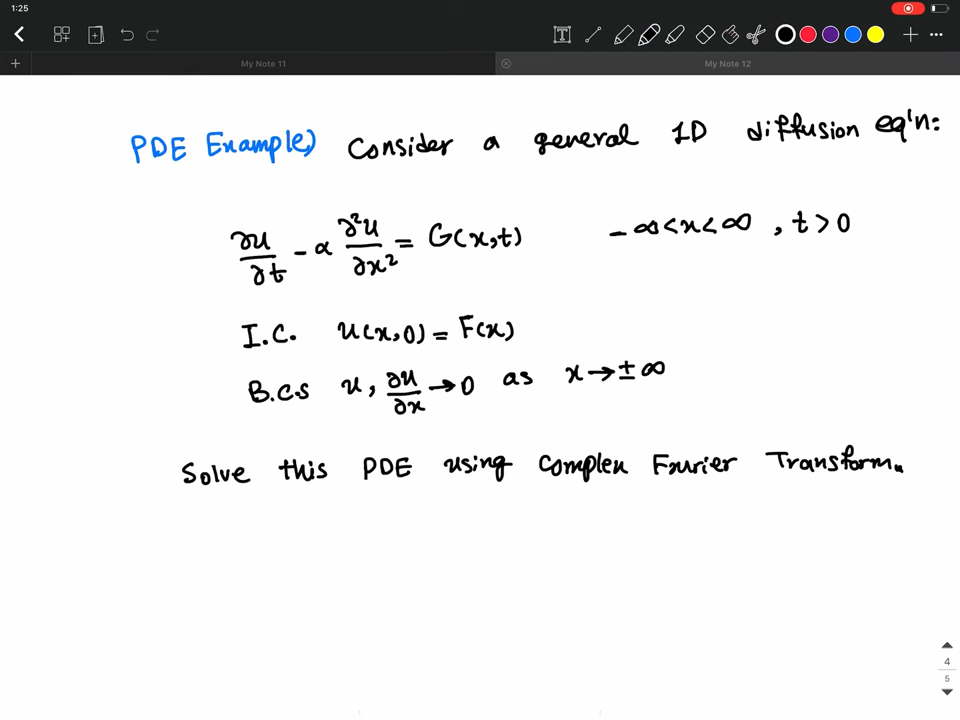 1:25
My Note 11
My Note 12
PDE Example) Consider a general 1D diffusion eq'n:
∂u/∂t - α ∂²u/∂x² = G(x,t)   -∞<x<∞ , t>0
I.C. u(x,0) = F(x)
B.C.s u, ∂u/∂x → 0 as x → ±∞
Solve this PDE using Complex Fourier Transform.
4
5